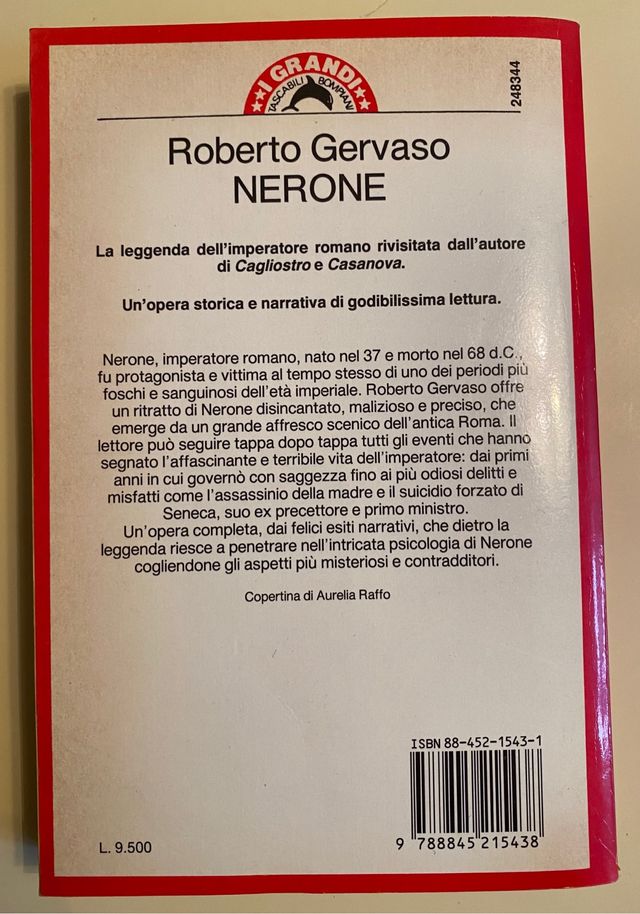 I GRANDI
TASCABILI BOMPIANI
248344
Roberto Gervaso
NERONE
La leggenda dell'imperatore romano rivisitata dall'autore
di Cagliostro e Casanova.
Un'opera storica e narrativa di godibilissima lettura.
Nerone, imperatore romano, nato nel 37 e morto nel 68 d.C.,
fu protagonista e vittima al tempo stesso di uno dei periodi più
foschi e sanguinosi dell'età imperiale. Roberto Gervaso offre
un ritratto di Nerone disincantato, malizioso e preciso, che
emerge da un grande affresco scenico dell'antica Roma. Il
lettore può seguire tappa dopo tappa tutti gli eventi che hanno
segnato l'affascinante e terribile vita dell'imperatore: dai primi
anni in cui governò con saggezza fino ai più odiosi delitti e
misfatti come l'assassinio della madre e il suicidio forzato di
Seneca, suo ex precettore e primo ministro.
Un'opera completa, dai felici esiti narrativi, che dietro la
leggenda riesce a penetrare nell'intricata psicologia di Nerone
cogliendone gli aspetti più misteriosi e contradditori.
Copertina di Aurelia Raffo
ISBN 88-452-1543-1
L. 9.500
9 788845 215438